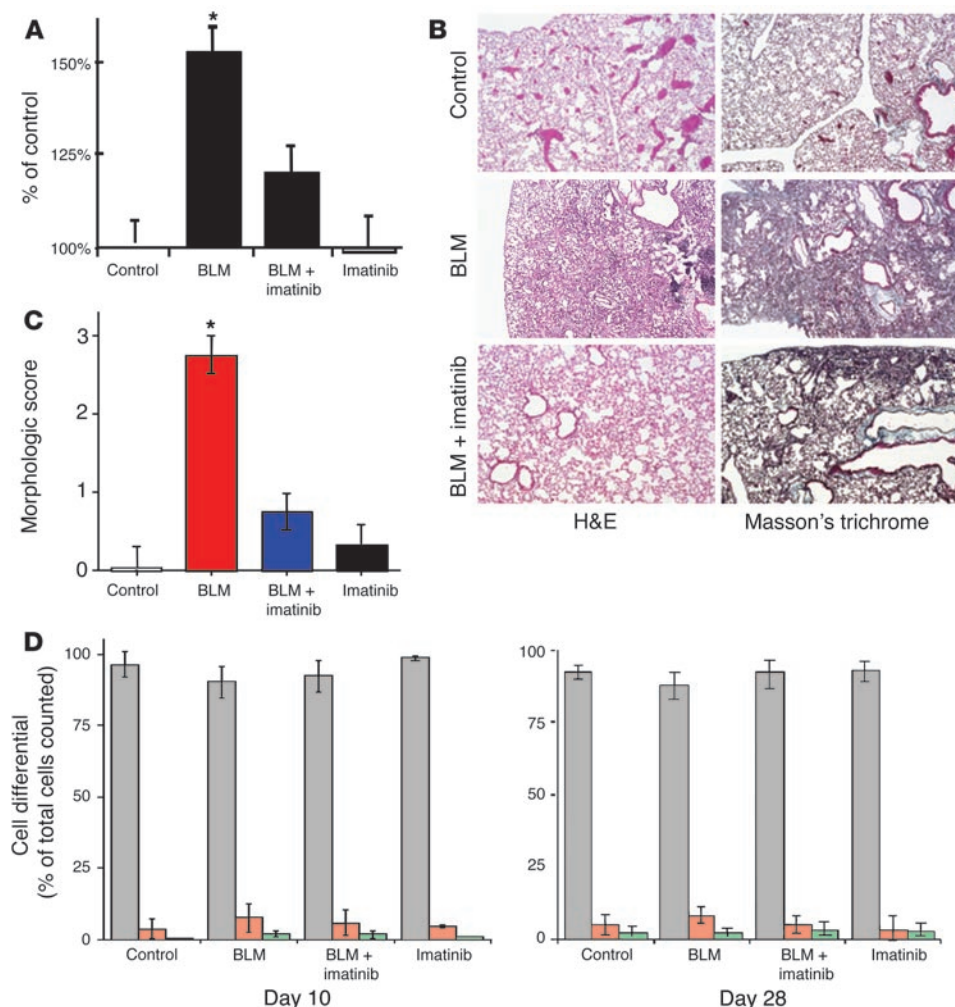 A
*
150%
125%
100%
% of control
Control
BLM
BLM +
imatinib
Imatinib
B
Control
BLM
BLM + imatinib
H&E
Masson's trichrome
C
*
3
2
1
0
Morphologic score
Control
BLM
BLM +
imatinib
Imatinib
D
100
75
50
25
0
Cell differential
(% of total cells counted)
Control
BLM
BLM +
imatinib
Imatinib
Day 10
100
75
50
25
0
Control
BLM
BLM +
imatinib
Imatinib
Day 28